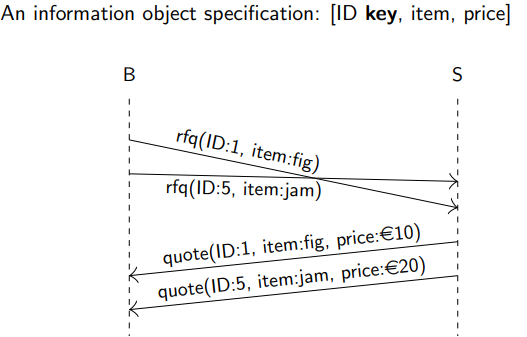 An information object specification: [ID key, item, price]
B
S
rfq(ID:1, item:fig)
rfq(ID:5, item:jam)
quote(ID:1, item:fig, price:€10)
quote(ID:5, item:jam, price:€20)